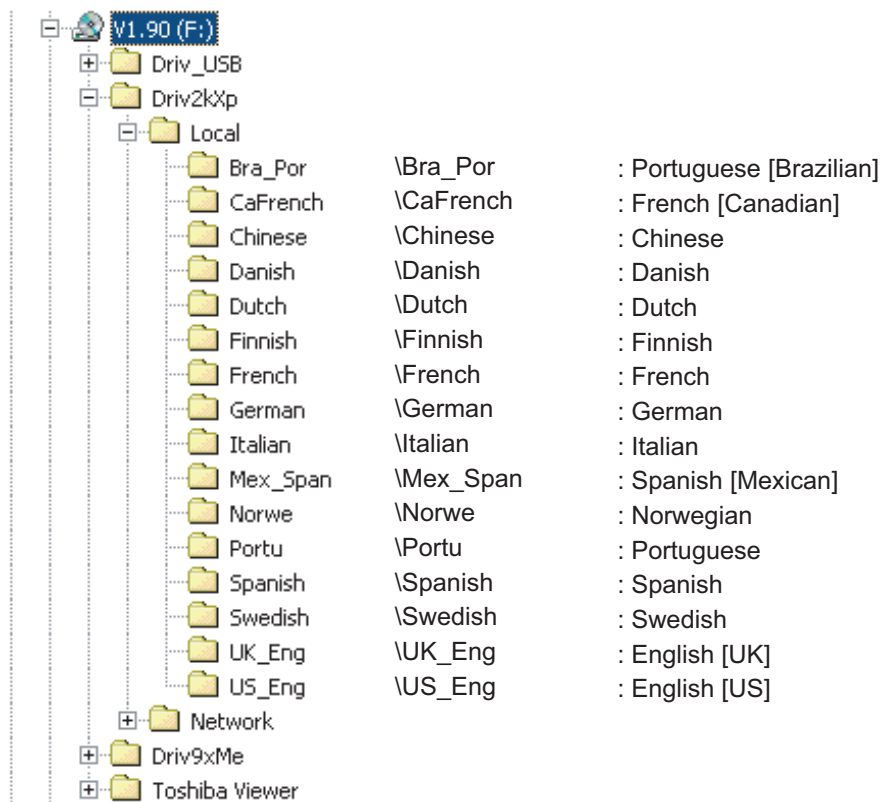 V1.90 (F:)
Driv_USB
Driv2kXp
Local
Bra_Por \Bra_Por : Portuguese [Brazilian]
CaFrench \CaFrench : French [Canadian]
Chinese \Chinese : Chinese
Danish \Danish : Danish
Dutch \Dutch : Dutch
Finnish \Finnish : Finnish
French \French : French
German \German : German
Italian \Italian : Italian
Mex_Span \Mex_Span : Spanish [Mexican]
Norwe \Norwe : Norwegian
Portu \Portu : Portuguese
Spanish \Spanish : Spanish
Swedish \Swedish : Swedish
UK_Eng \UK_Eng : English [UK]
US_Eng \US_Eng : English [US]
Network
Driv9xMe
Toshiba Viewer